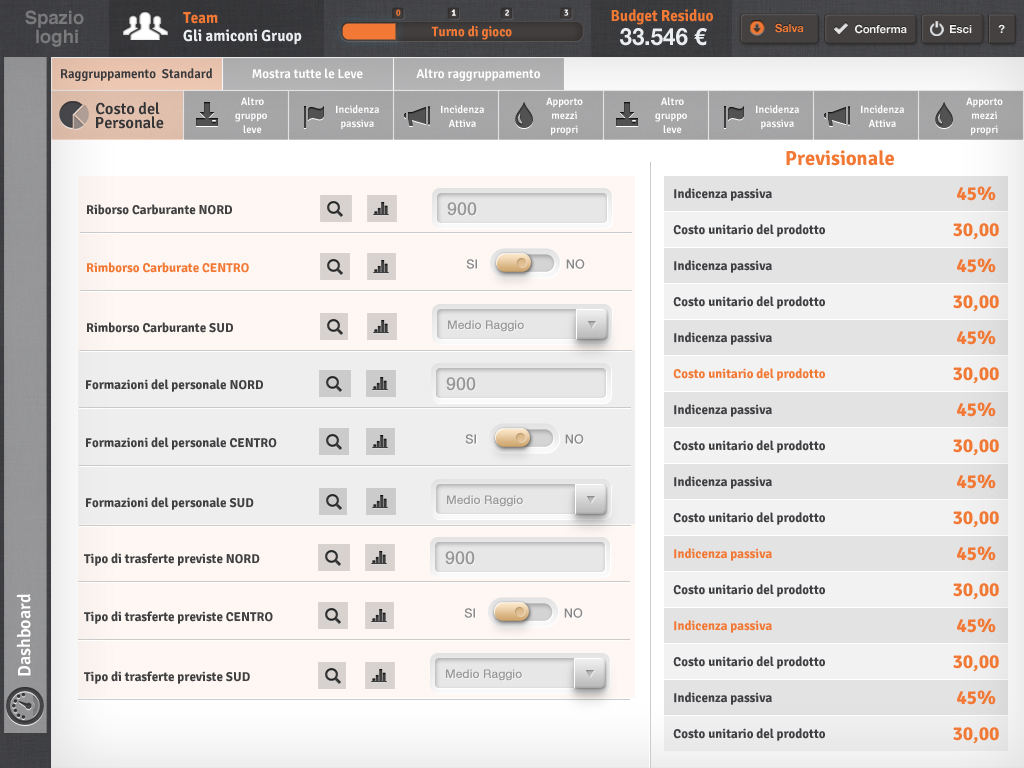 Spazio
loghi
Team
Gli amiconi Gruop
0 1 2 3
Turno di gioco
Budget Residuo
33.546 €
Salva
Conferma
Esci
?
Raggruppamento Standard
Mostra tutte le Leve
Altro raggruppamento
Costo del
Personale
Altro
gruppo
leve
Incidenza
passiva
Incidenza
Attiva
Apporto
mezzi
propri
Altro
gruppo
leve
Incidenza
passiva
Incidenza
Attiva
Apporto
mezzi
propri
Riborso Carburante NORD
900
Rimborso Carburate CENTRO
SI NO
Rimborso Carburante SUD
Medio Raggio
Formazioni del personale NORD
900
Formazioni del personale CENTRO
SI NO
Formazioni del personale SUD
Medio Raggio
Tipo di trasferte previste NORD
900
Tipo di trasferte previste CENTRO
SI NO
Tipo di trasferte previste SUD
Medio Raggio
Previsionale
Indicenza passiva 45%
Costo unitario del prodotto 30,00
Indicenza passiva 45%
Costo unitario del prodotto 30,00
Indicenza passiva 45%
Costo unitario del prodotto 30,00
Indicenza passiva 45%
Costo unitario del prodotto 30,00
Indicenza passiva 45%
Costo unitario del prodotto 30,00
Indicenza passiva 45%
Costo unitario del prodotto 30,00
Indicenza passiva 45%
Costo unitario del prodotto 30,00
Indicenza passiva 45%
Costo unitario del prodotto 30,00
Dashboard